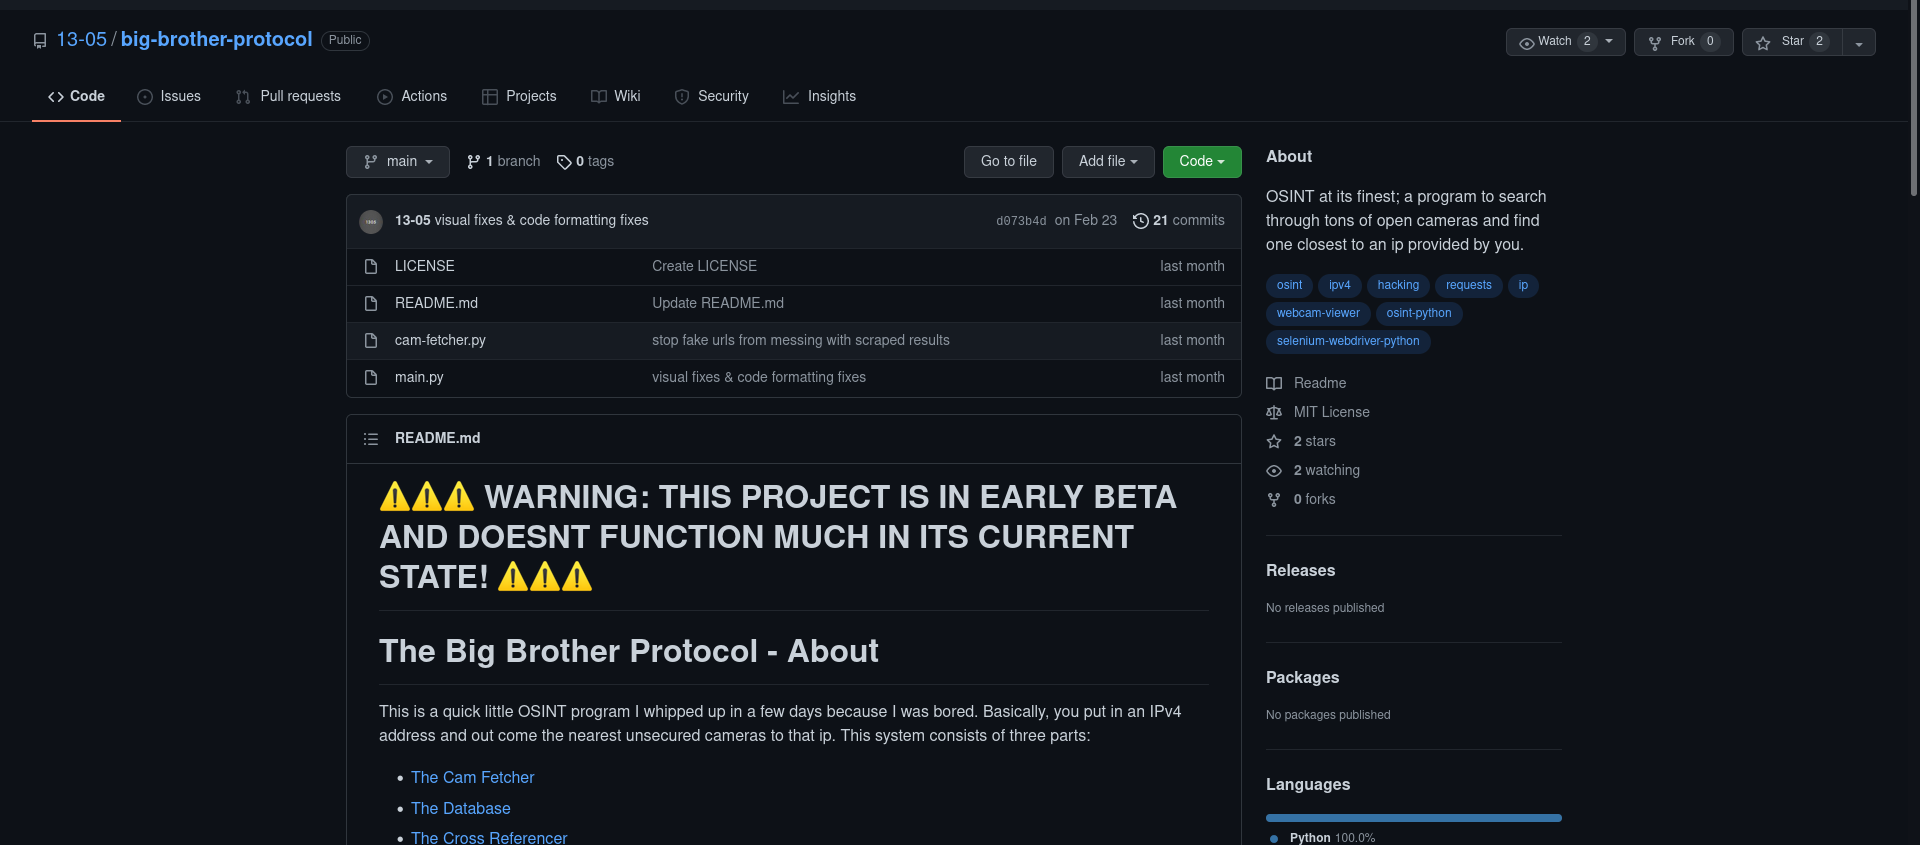 13-05 / big-brother-protocol Public
Watch 2 Fork 0 Star 2
Code Issues Pull requests Actions Projects Wiki Security Insights
main 1 branch 0 tags Go to file Add file Code
13-05 visual fixes & code formatting fixes d073b4d on Feb 23 21 commits
LICENSE Create LICENSE last month
README.md Update README.md last month
cam-fetcher.py stop fake urls from messing with scraped results last month
main.py visual fixes & code formatting fixes last month
README.md
⚠️⚠️⚠️ WARNING: THIS PROJECT IS IN EARLY BETA
AND DOESNT FUNCTION MUCH IN ITS CURRENT
STATE! ⚠️⚠️⚠️
The Big Brother Protocol - About
This is a quick little OSINT program I whipped up in a few days because I was bored. Basically, you put in an IPv4
address and out come the nearest unsecured cameras to that ip. This system consists of three parts:
• The Cam Fetcher
• The Database
• The Cross Referencer
About
OSINT at its finest; a program to search
through tons of open cameras and find
one closest to an ip provided by you.
osint ipv4 hacking requests ip
webcam-viewer osint-python
selenium-webdriver-python
Readme
MIT License
2 stars
2 watching
0 forks
Releases
No releases published
Packages
No packages published
Languages
Python 100.0%